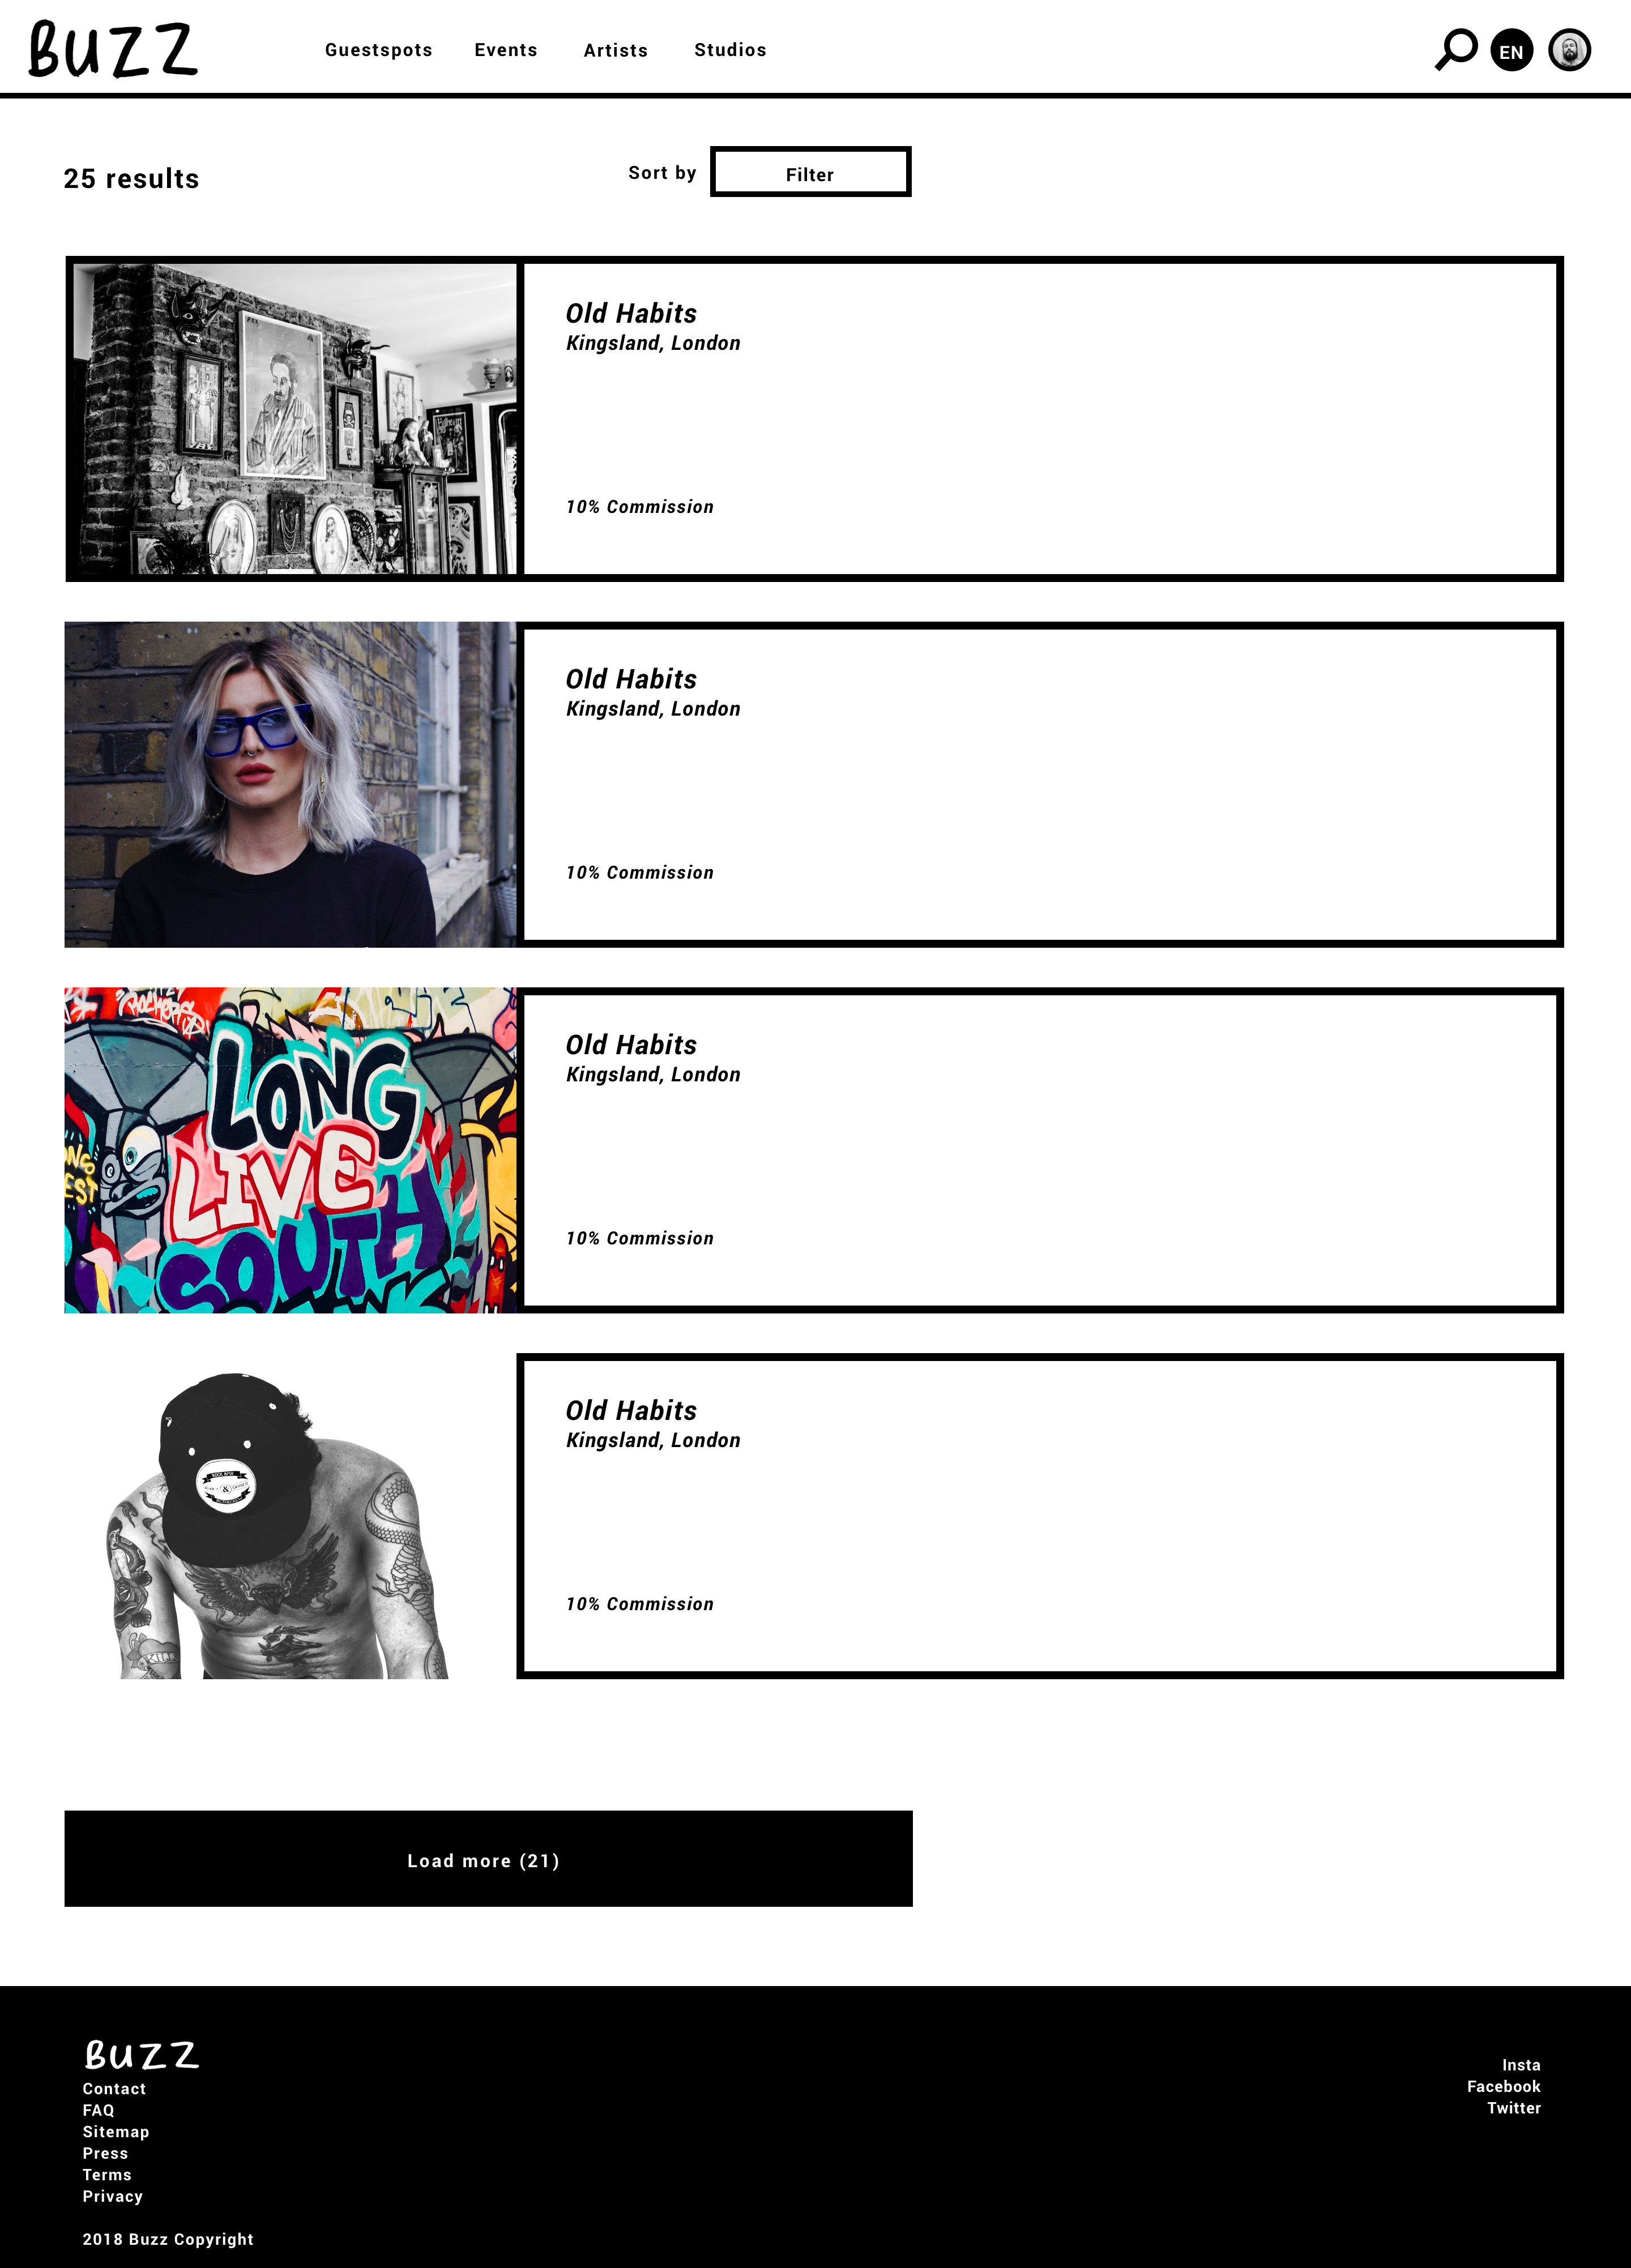 BUZZ
Guestspots Events Artists Studios
EN
25 results
Sort by
Filter
Old Habits
Kingsland, London
10% Commission
Old Habits
Kingsland, London
10% Commission
LONG
LIVE
SOUTH
Old Habits
Kingsland, London
10% Commission
&
Old Habits
Kingsland, London
10% Commission
Load more (21)
BUZZ
Contact
FAQ
Sitemap
Press
Terms
Privacy
2018 Buzz Copyright
Insta
Facebook
Twitter